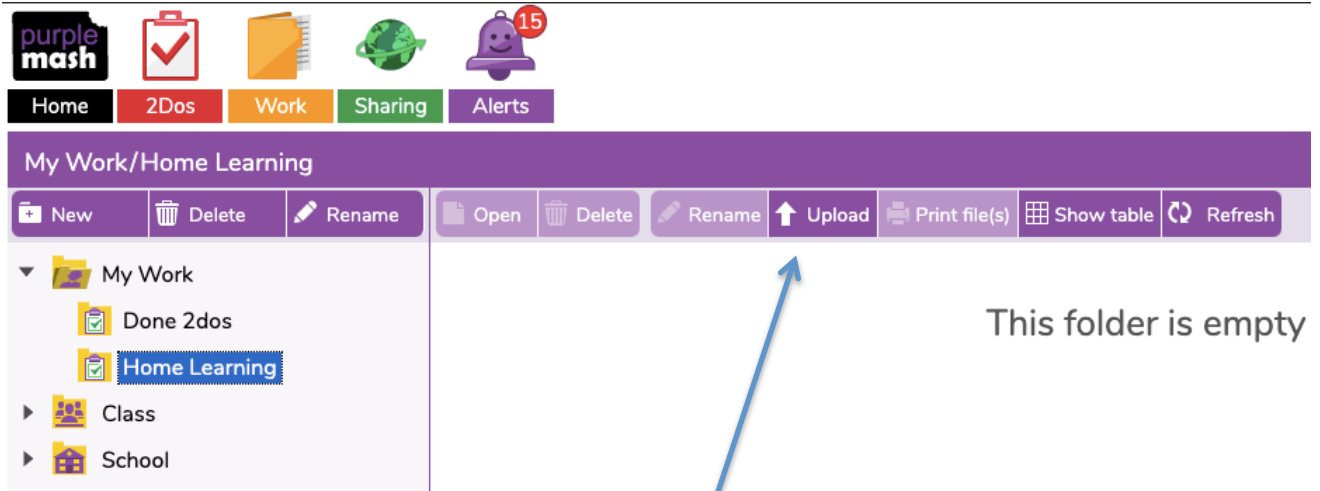 purple
mash
15
Home 2Dos Work Sharing Alerts
My Work/Home Learning
New Delete Rename Open Delete Rename Upload Print file(s) Show table Refresh
My Work
Done 2dos
Home Learning
Class
School
This folder is empty